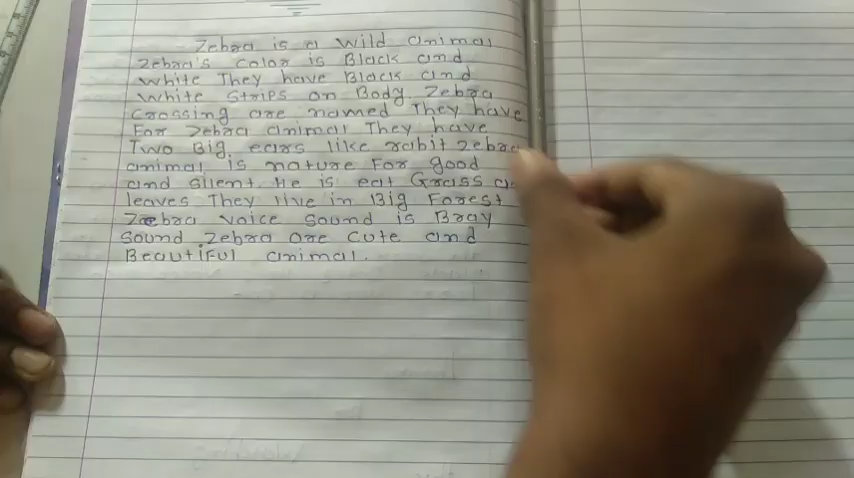 Zebra is a wild animal
Zebra's color is Black and
white They have Black and
white strips on Body Zebra
crossing are named They have
For Zebra animal They have
Two Big ears like rabit zebra
animal is nature For good
and silent. He is eat Grass
leaves They live in Big Forest
Zebra voice sound is Bray
sound Zebra are cute and
Beautiful animal.